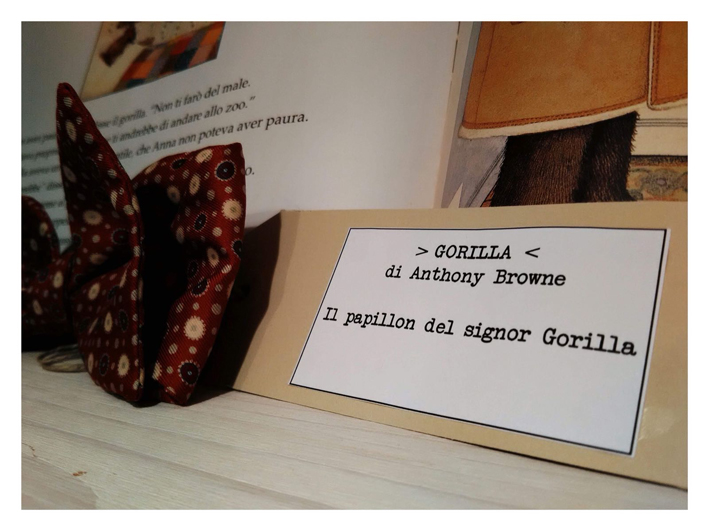 il gorilla. "Non ti farò del male.
ti andrebbe di andare allo zoo."
che Anna non poteva aver paura.
> GORILLA <
di Anthony Browne
Il papillon del signor Gorilla